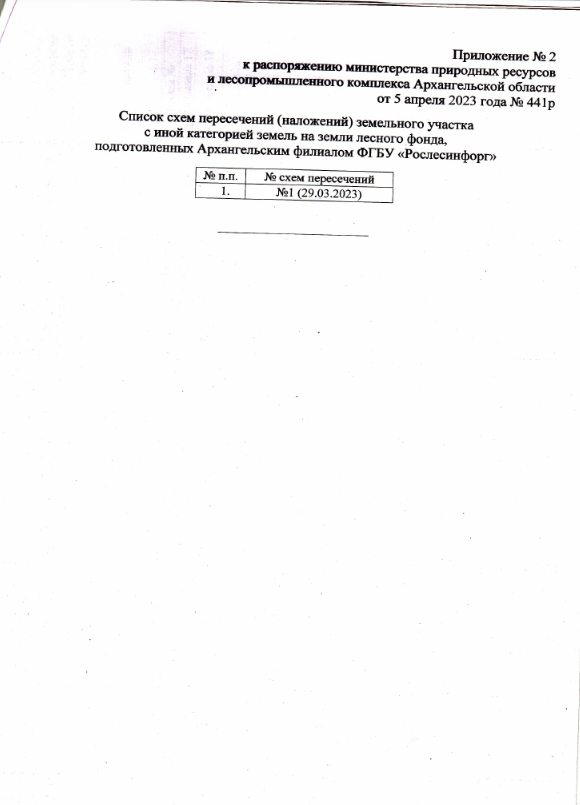 Приложение № 2
к распоряжению министерства природных ресурсов
и лесопромышленного комплекса Архангельской области
от 5 апреля 2023 года № 441р
Список схем пересечений (наложений) земельного участка
с иной категорией земель на земли лесного фонда,
подготовленных Архангельским филиалом ФГБУ «Рослесинфорг»
№ п.п. № схем пересечений
1. №1 (29.03.2023)